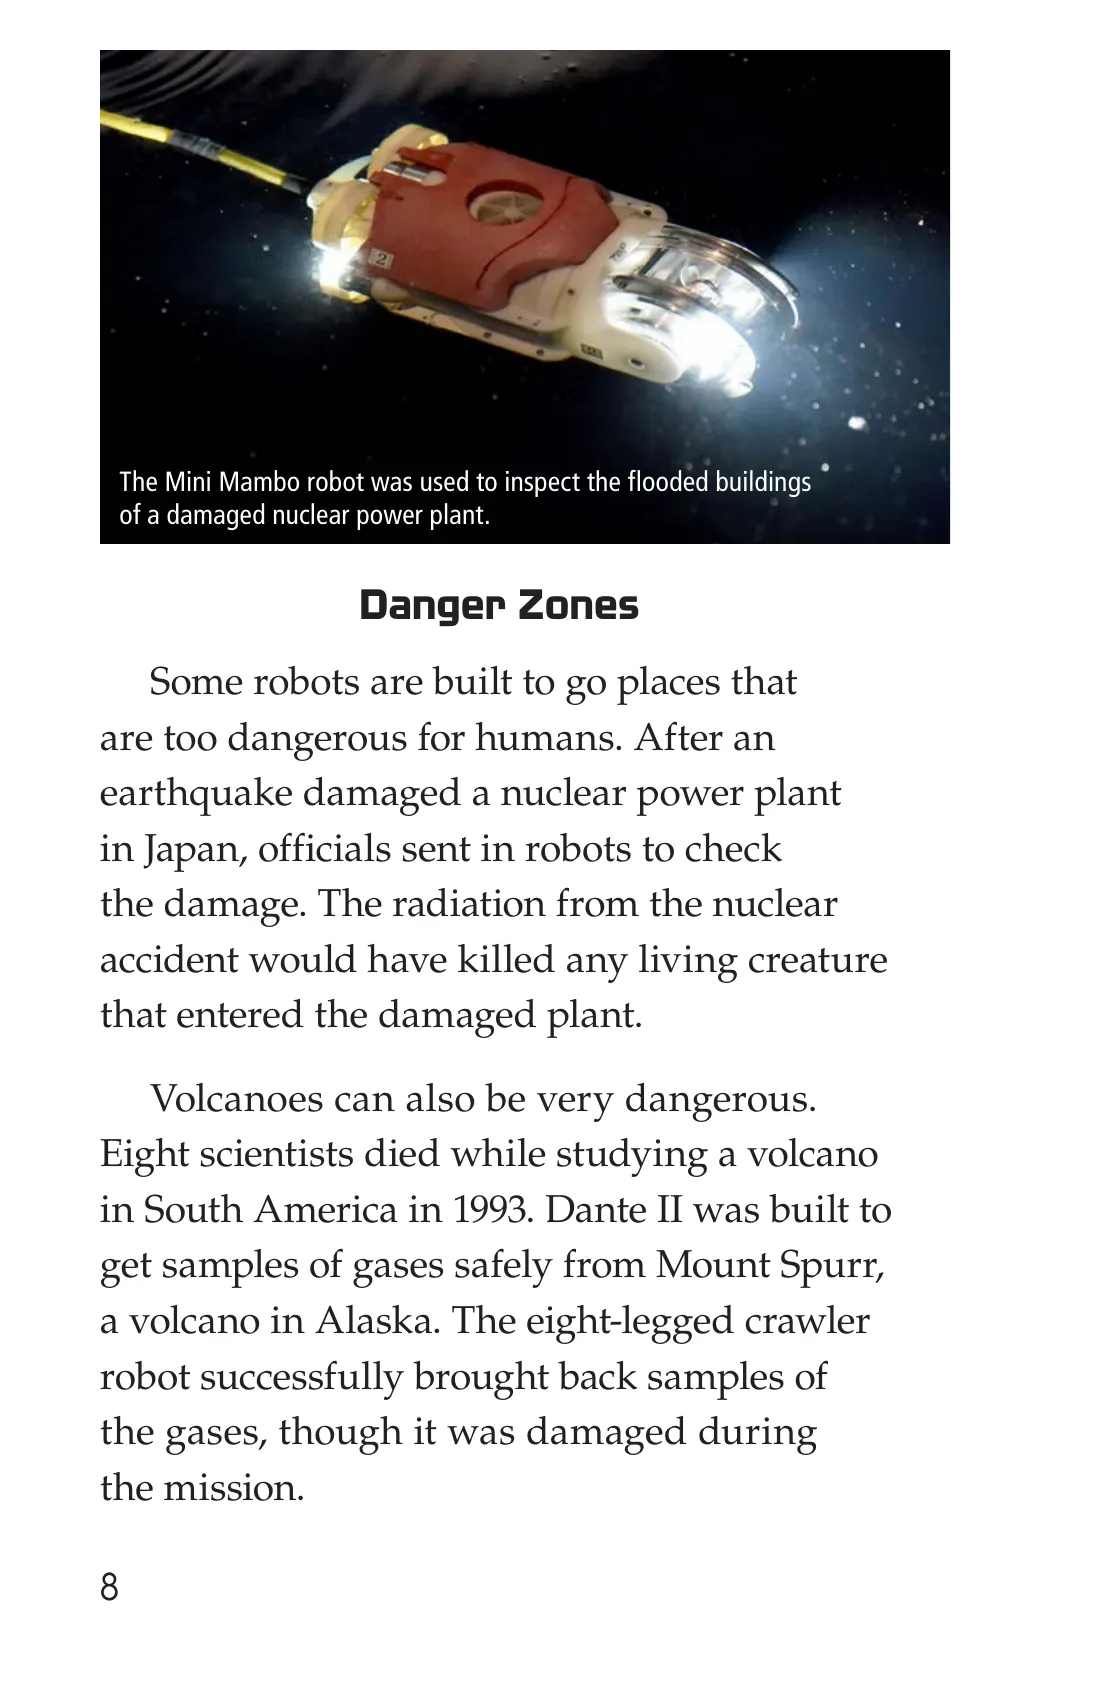 The Mini Mambo robot was used to inspect the flooded buildings
of a damaged nuclear power plant.
Danger Zones
Some robots are built to go places that
are too dangerous for humans. After an
earthquake damaged a nuclear power plant
in Japan, officials sent in robots to check
the damage. The radiation from the nuclear
accident would have killed any living creature
that entered the damaged plant.
Volcanoes can also be very dangerous.
Eight scientists died while studying a volcano
in South America in 1993. Dante II was built to
get samples of gases safely from Mount Spurr,
a volcano in Alaska. The eight-legged crawler
robot successfully brought back samples of
the gases, though it was damaged during
the mission.
8